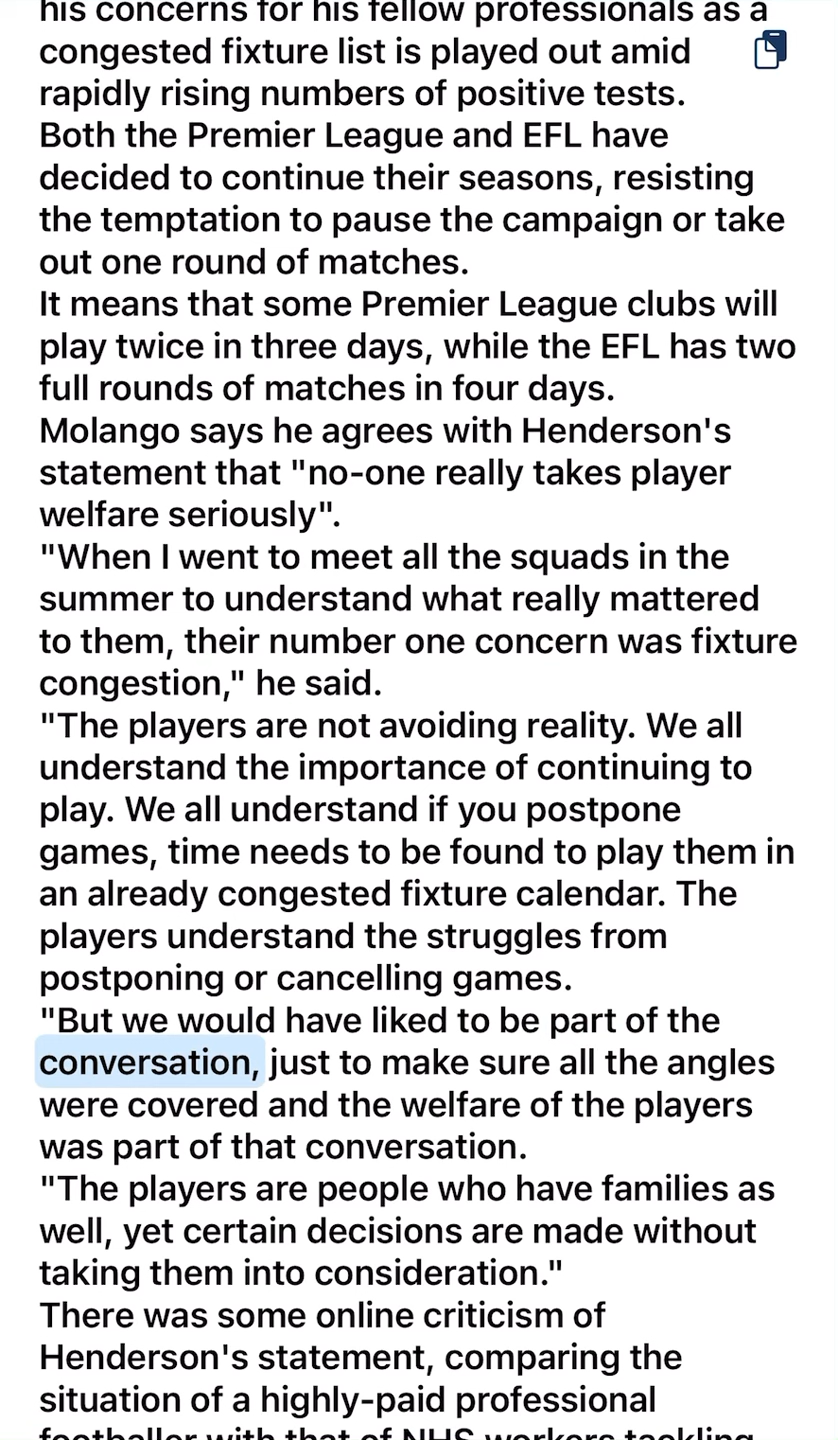 his concerns for his fellow professionals as a
congested fixture list is played out amid
rapidly rising numbers of positive tests.
Both the Premier League and EFL have
decided to continue their seasons, resisting
the temptation to pause the campaign or take
out one round of matches.
It means that some Premier League clubs will
play twice in three days, while the EFL has two
full rounds of matches in four days.
Molango says he agrees with Henderson's
statement that "no-one really takes player
welfare seriously".
"When I went to meet all the squads in the
summer to understand what really mattered
to them, their number one concern was fixture
congestion," he said.
"The players are not avoiding reality. We all
understand the importance of continuing to
play. We all understand if you postpone
games, time needs to be found to play them in
an already congested fixture calendar. The
players understand the struggles from
postponing or cancelling games.
"But we would have liked to be part of the
conversation, just to make sure all the angles
were covered and the welfare of the players
was part of that conversation.
"The players are people who have families as
well, yet certain decisions are made without
taking them into consideration."
There was some online criticism of
Henderson's statement, comparing the
situation of a highly-paid professional
footballer with that of NHS workers tackling